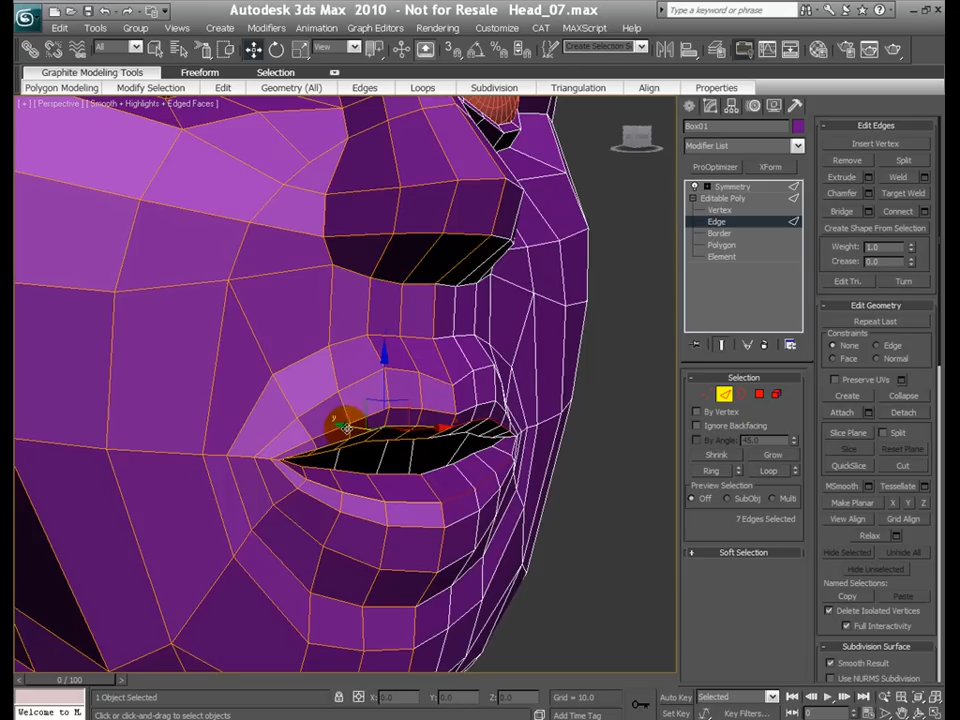 Autodesk 3ds Max 2010 - Not for Resale Head_07.max
Type a keyword or phrase
Edit Tools Group Views Create Modifiers Animation Graph Editors Rendering Customize CAT MAXScript Help
All View Create Selection S
Graphite Modeling Tools Freeform Selection
Polygon Modeling Modify Selection Edit Geometry (All) Edges Loops Subdivision Triangulation Align Properties
[ + ] [ Perspective ] [ Smooth + Highlights + Edged Faces ]
Box01
Modifier List
ProOptimizer XForm
Symmetry
Editable Poly
Vertex
Edge
Border
Polygon
Element
Selection
By Vertex
Ignore Backfacing
By Angle: 45.0
Shrink Grow
Ring Loop
Preview Selection
Off SubObj Multi
7 Edges Selected
Soft Selection
Edit Edges
Insert Vertex
Remove Split
Extrude Weld
Chamfer Target Weld
Bridge Connect
Create Shape From Selection
Weight: 1.0
Crease: 0.0
Edit Tri. Turn
Edit Geometry
Repeat Last
Constraints
None Edge
Face Normal
Preserve UVs
Create Collapse
Attach Detach
Slice Plane Split
Slice Reset Plane
QuickSlice Cut
MSmooth Tessellate
Make Planar X Y Z
View Align Grid Align
Relax
Hide Selected Unhide All
Hide Unselected
Named Selections:
Copy Paste
Delete Isolated Vertices
Full Interactivity
Subdivision Surface
Smooth Result
Use NURMS Subdivision
0 / 100
1 Object Selected X: 0.0 Y: 0.0 Z: 0.0 Grid = 10.0 Auto Key Selected
Welcome to M Click or click-and-drag to select objects Add Time Tag Set Key Key Filters... 0